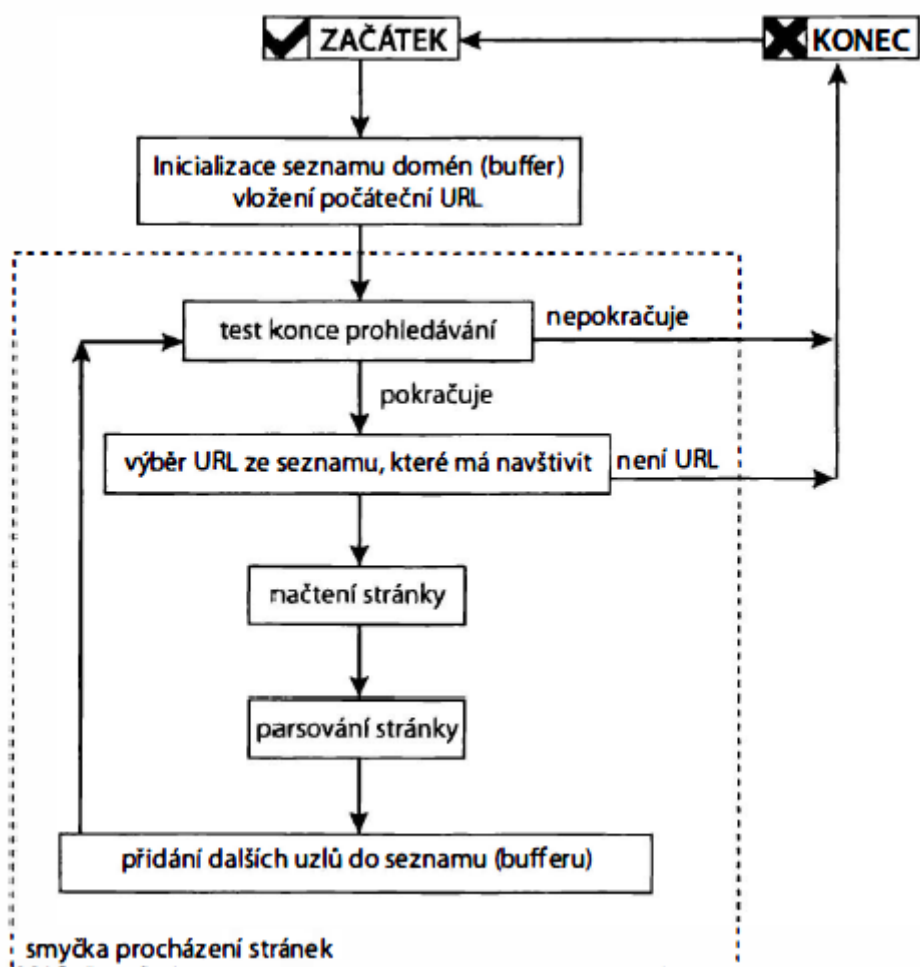 ZAČÁTEK
KONEC
Inicializace seznamu domén (buffer)
vložení počáteční URL
test konce prohledávání
nepokračuje
pokračuje
výběr URL ze seznamu, které má navštívit
není URL
načtení stránky
parsování stránky
přidání dalších uzlů do seznamu (bufferu)
smyčka procházení stránek